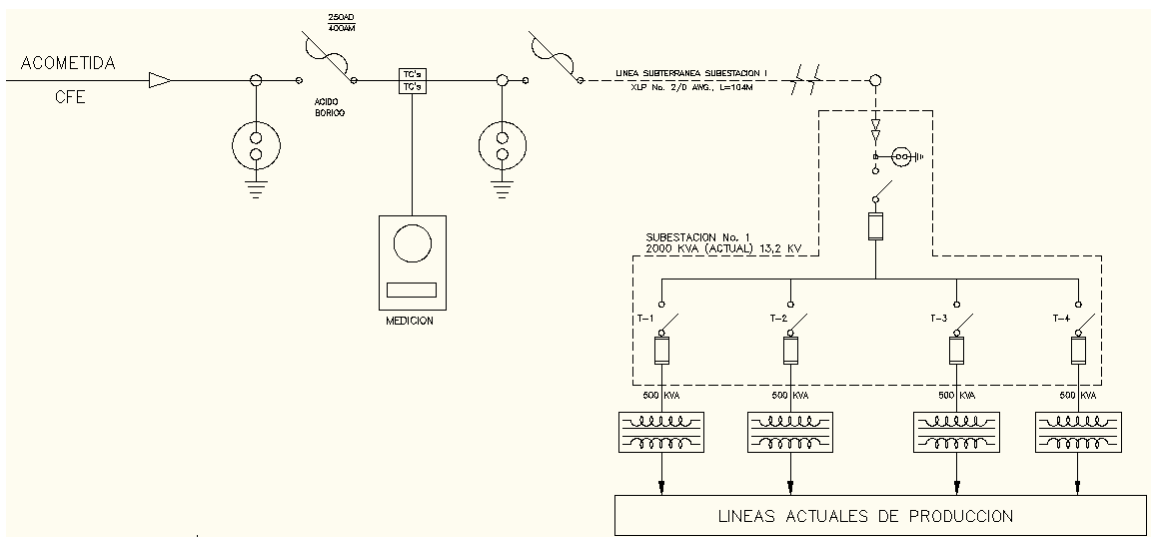 250AD
400AM
ACOMETIDA
CFE
ACIDO
BORICO
TC's
TC's
LINEA SUBTERRANEA SUBESTACION I
XLP No. 2/D AWG., L=104M
MEDICION
SUBESTACION No. 1
2000 KVA (ACTUAL) 13,2 KV
T-1
T-2
T-3
T-4
500 KVA
500 KVA
500 KVA
500 KVA
LINEAS ACTUALES DE PRODUCCION